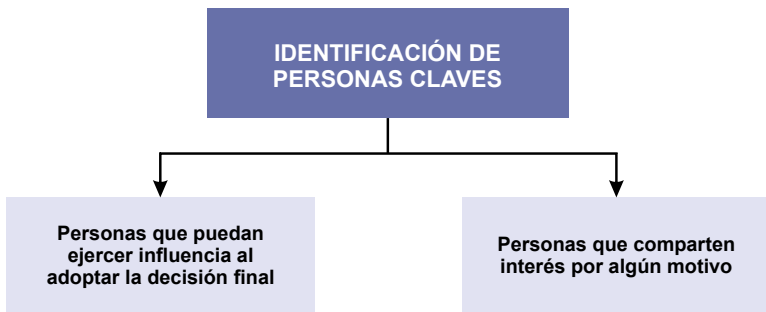 IDENTIFICACIÓN DE
PERSONAS CLAVES
Personas que puedan
ejercer influencia al
adoptar la decisión final
Personas que comparten
interés por algún motivo